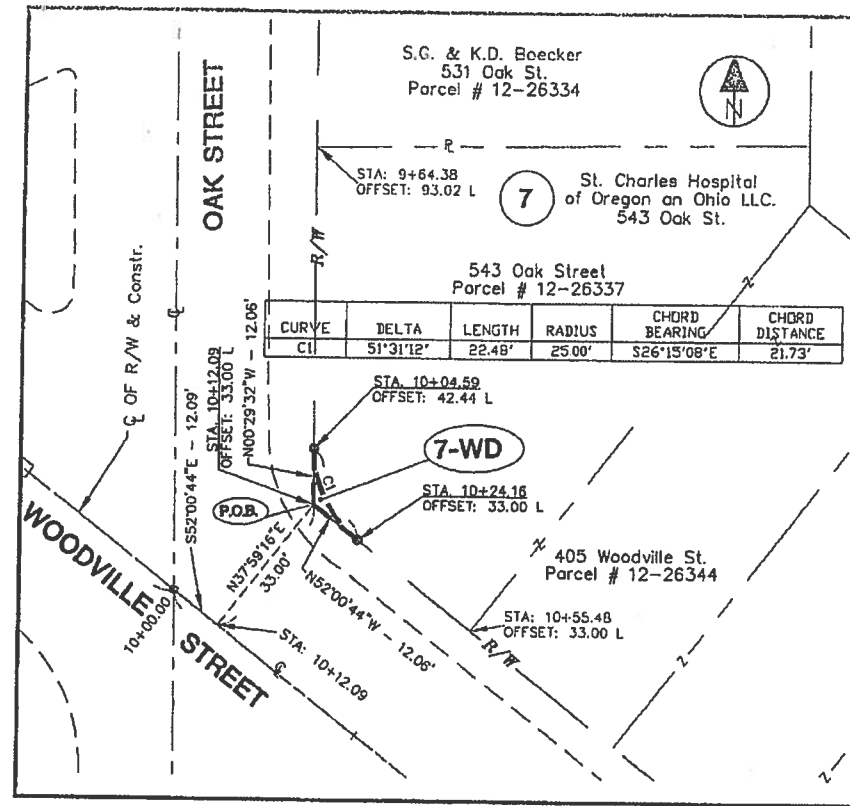 S.G. & K.D. Boecker
531 Oak St.
Parcel # 12-26334
N
OAK STREET
R
STA: 9+64.38
OFFSET: 93.02 L
7
St. Charles Hospital
of Oregon an Ohio LLC.
543 Oak St.
R/W
543 Oak Street
Parcel # 12-26337
℄ OF R/W & Constr.
℄
CURVE DELTA LENGTH RADIUS CHORD BEARING CHORD DISTANCE
C1 51°31'12" 22.48' 25.00' S26°15'08"E 21.73'
STA. 10+12.09
OFFSET: 33.00 L
N00°29'32"W - 12.06'
STA. 10+04.59
OFFSET: 42.44 L
C1
7-WD
S52°00'44"E - 12.09'
P.O.B.
STA. 10+24.16
OFFSET: 33.00 L
WOODVILLE STREET
N37°59'16"E
33.00'
N52°00'44"W - 12.06'
405 Woodville St.
Parcel # 12-26344
10+00.00
STA: 10+12.09
STA: 10+55.48
OFFSET: 33.00 L
R/W
℄
Z
Z
Z